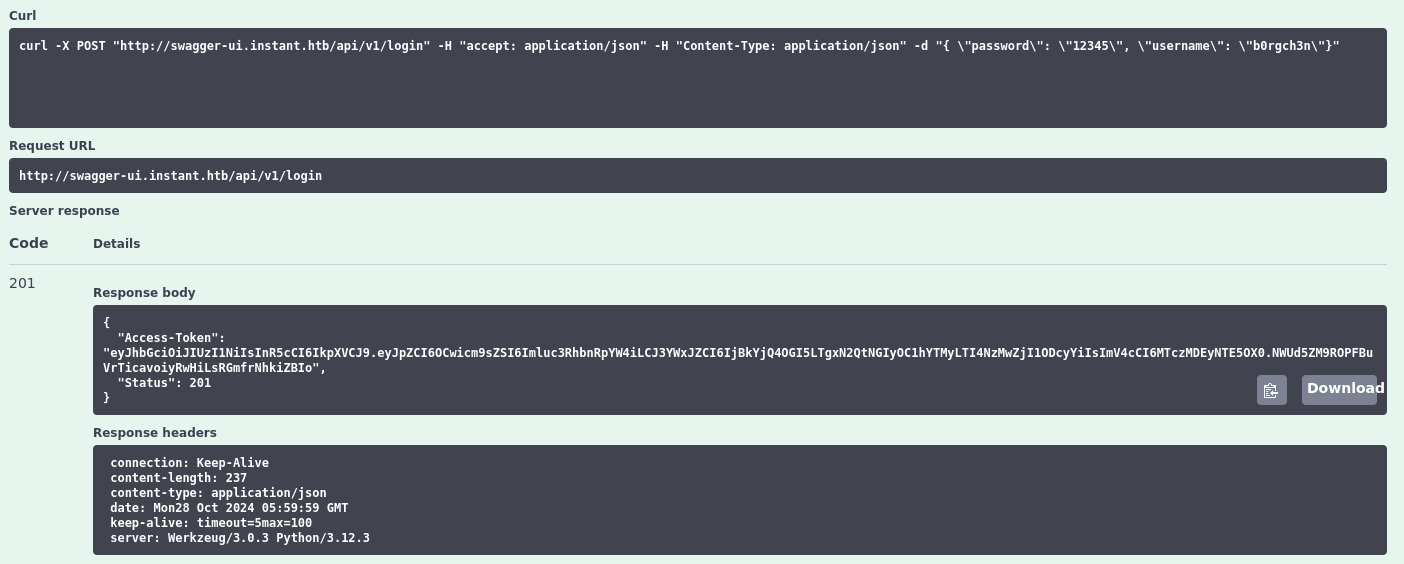 Curl
curl -X POST "http://swagger-ui.instant.htb/api/v1/login" -H "accept: application/json" -H "Content-Type: application/json" -d "{ \"password\": \"12345\", \"username\": \"b0rgch3n\"}"
Request URL
http://swagger-ui.instant.htb/api/v1/login
Server response
Code Details
201
Response body
{
"Access-Token":
"eyJhbGciOiJIUzI1NiIsInR5cCI6IkpXVCJ9.eyJpZCI6OCwicm9sZSI6Imluc3RhbnRpYW4iLCJ3YWxJZCI6IjBkYjQ4OGI5LTgxN2QtNGIyOC1hYTMyLTI4NzMwZjI1ODcyYiIsImV4cCI6MTczMDEyNTE5OX0.NWUd5ZM9ROPFBu
VrTicavoiyRwHiLsRGmfrNhkiZBIo",
"Status": 201
}
Download
Response headers
connection: Keep-Alive
content-length: 237
content-type: application/json
date: Mon28 Oct 2024 05:59:59 GMT
keep-alive: timeout=5max=100
server: Werkzeug/3.0.3 Python/3.12.3